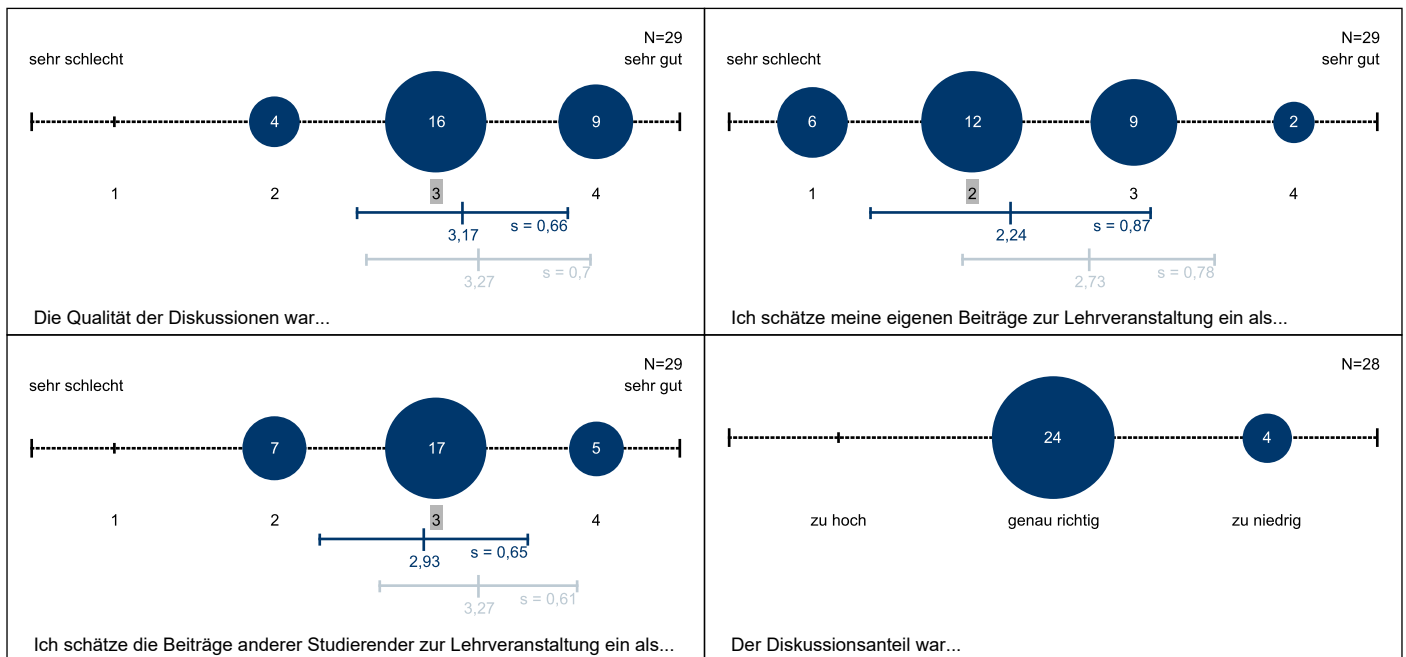 N=29
sehr schlecht
sehr gut
4
16
9
1
2
3
4
s = 0,66
3,17
s = 0,7
3,27
Die Qualität der Diskussionen war...
N=29
sehr schlecht
sehr gut
6
12
9
2
1
2
3
4
s = 0,87
2,24
s = 0,78
2,73
Ich schätze meine eigenen Beiträge zur Lehrveranstaltung ein als...
N=29
sehr schlecht
sehr gut
7
17
5
1
2
3
4
s = 0,65
2,93
s = 0,61
3,27
Ich schätze die Beiträge anderer Studierender zur Lehrveranstaltung ein als...
N=28
24
4
zu hoch
genau richtig
zu niedrig
Der Diskussionsanteil war...